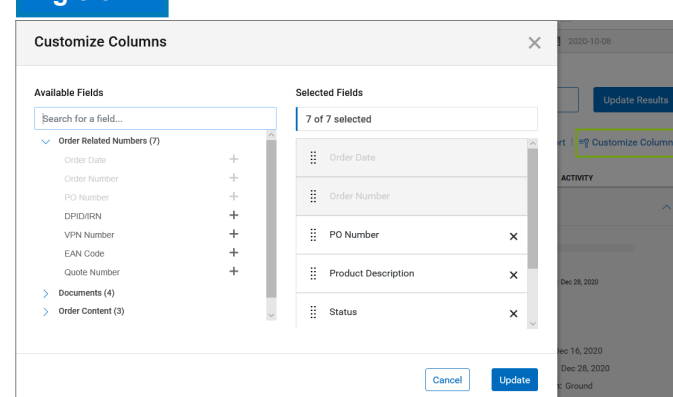 Customize Columns
2020-10-08
Available Fields
Selected Fields
Search for a field...
7 of 7 selected
Update Results
Order Related Numbers (7)
Order Date
Order Number
PO Number
DPID/IRN
VPN Number
EAN Code
Quote Number
Documents (4)
Order Content (3)
Order Date
Order Number
PO Number
Product Description
Status
Customize Column
ACTIVITY
Dec 28, 2020
Dec 16, 2020
Dec 28, 2020
Ground
Cancel
Update